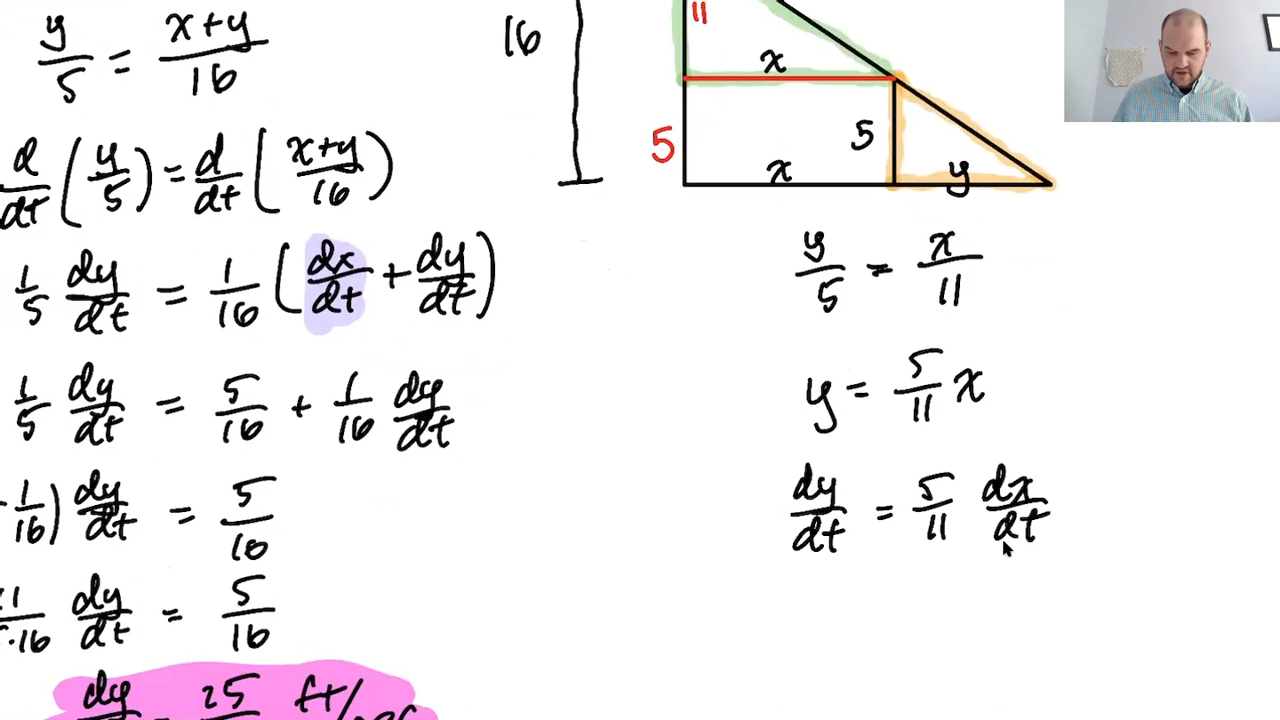 y/5 = (x+y)/16
d/dt (y/5) = d/dt ((x+y)/16)
1/5 dy/dt = 1/16 (dx/dt + dy/dt)
1/5 dy/dt = 5/16 + 1/16 dy/dt
1/16) dy/dt = 5/16
·16 dy/dt = 5/16
dy = 25 ft/
16
11
x
5
5
x
y
y/5 = x/11
y = 5/11 x
dy/dt = 5/11 dx/dt